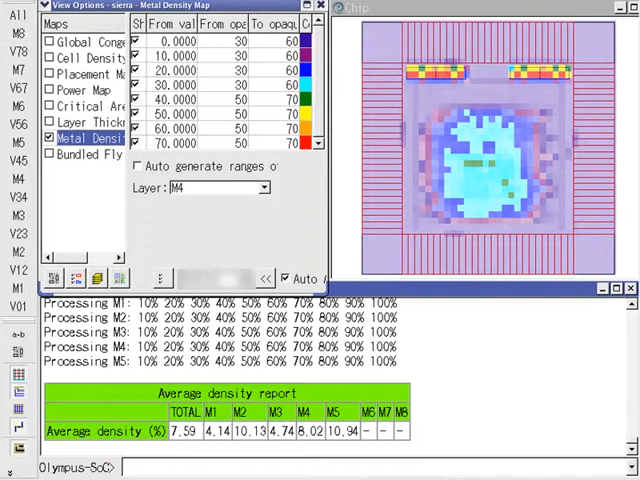 View Options - sierra - Metal Density Map
Chip
All
M8
V78
M7
V67
M6
V56
M5
V45
M4
V34
M3
V23
M2
V12
M1
V01
a-b
Maps
Global Conge
Cell Density
Placement Ma
Power Map
Critical Area
Layer Thickn
Metal Densi
Bundled Fly
Sh From val From opa To opaqu C
0.0000 30 60
10.0000 30 60
20.0000 30 60
30.0000 30 60
40.0000 50 70
50.0000 50 70
60.0000 50 70
70.0000 50 70
Auto generate ranges o
Layer: M4
<< Auto
Processing M1: 10% 20% 30% 40% 50% 60% 70% 80% 90% 100%
Processing M2: 10% 20% 30% 40% 50% 60% 70% 80% 90% 100%
Processing M3: 10% 20% 30% 40% 50% 60% 70% 80% 90% 100%
Processing M4: 10% 20% 30% 40% 50% 60% 70% 80% 90% 100%
Processing M5: 10% 20% 30% 40% 50% 60% 70% 80% 90% 100%
Average density report
TOTAL M1 M2 M3 M4 M5 M6 M7 M8
Average density (%) 7.59 4.14 10.13 4.74 8.02 10.94 - - -
Olympus-SoC>